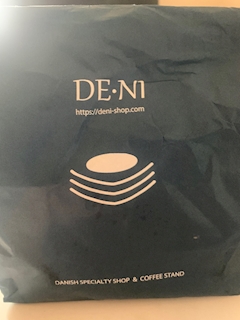 DE·NI
https://deni-shop.com
DANISH SPECIALTY SHOP & COFFEE STAND